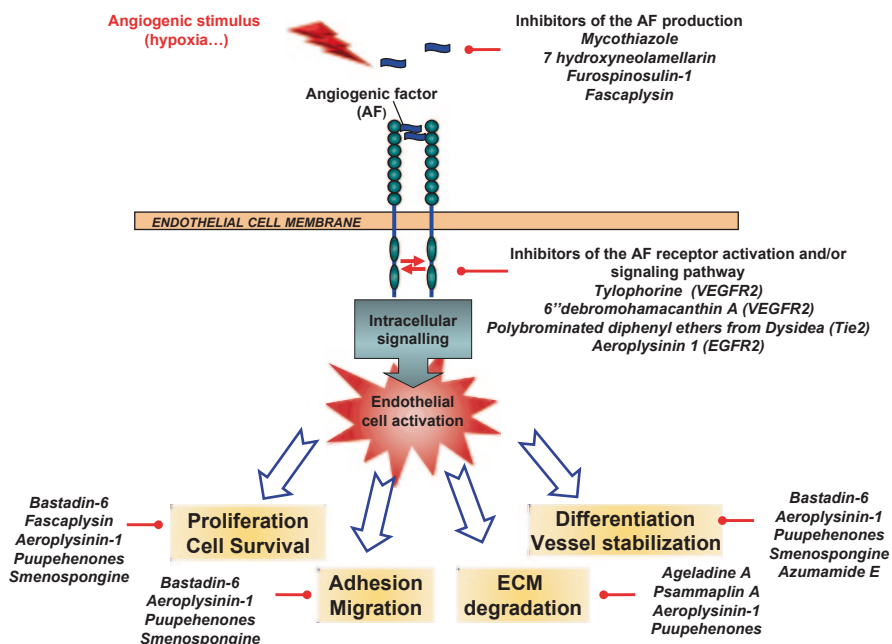 Angiogenic stimulus
(hypoxia…)
Inhibitors of the AF production
Mycothiazole
7 hydroxyneolamellarin
Furospinosulin-1
Fascaplysin
Angiogenic factor
(AF)
ENDOTHELIAL CELL MEMBRANE
Inhibitors of the AF receptor activation and/or
signaling pathway
Tylophorine (VEGFR2)
6''debromohamacanthin A (VEGFR2)
Polybrominated diphenyl ethers from Dysidea (Tie2)
Aeroplysinin 1 (EGFR2)
Intracellular
signalling
Endothelial
cell activation
Bastadin-6
Fascaplysin
Aeroplysinin-1
Puupehenones
Smenospongine
Proliferation
Cell Survival
Bastadin-6
Aeroplysinin-1
Puupehenones
Smenospongine
Adhesion
Migration
ECM
degradation
Ageladine A
Psammaplin A
Aeroplysinin-1
Puupehenones
Differentiation
Vessel stabilization
Bastadin-6
Aeroplysinin-1
Puupehenones
Smenospongine
Azumamide E